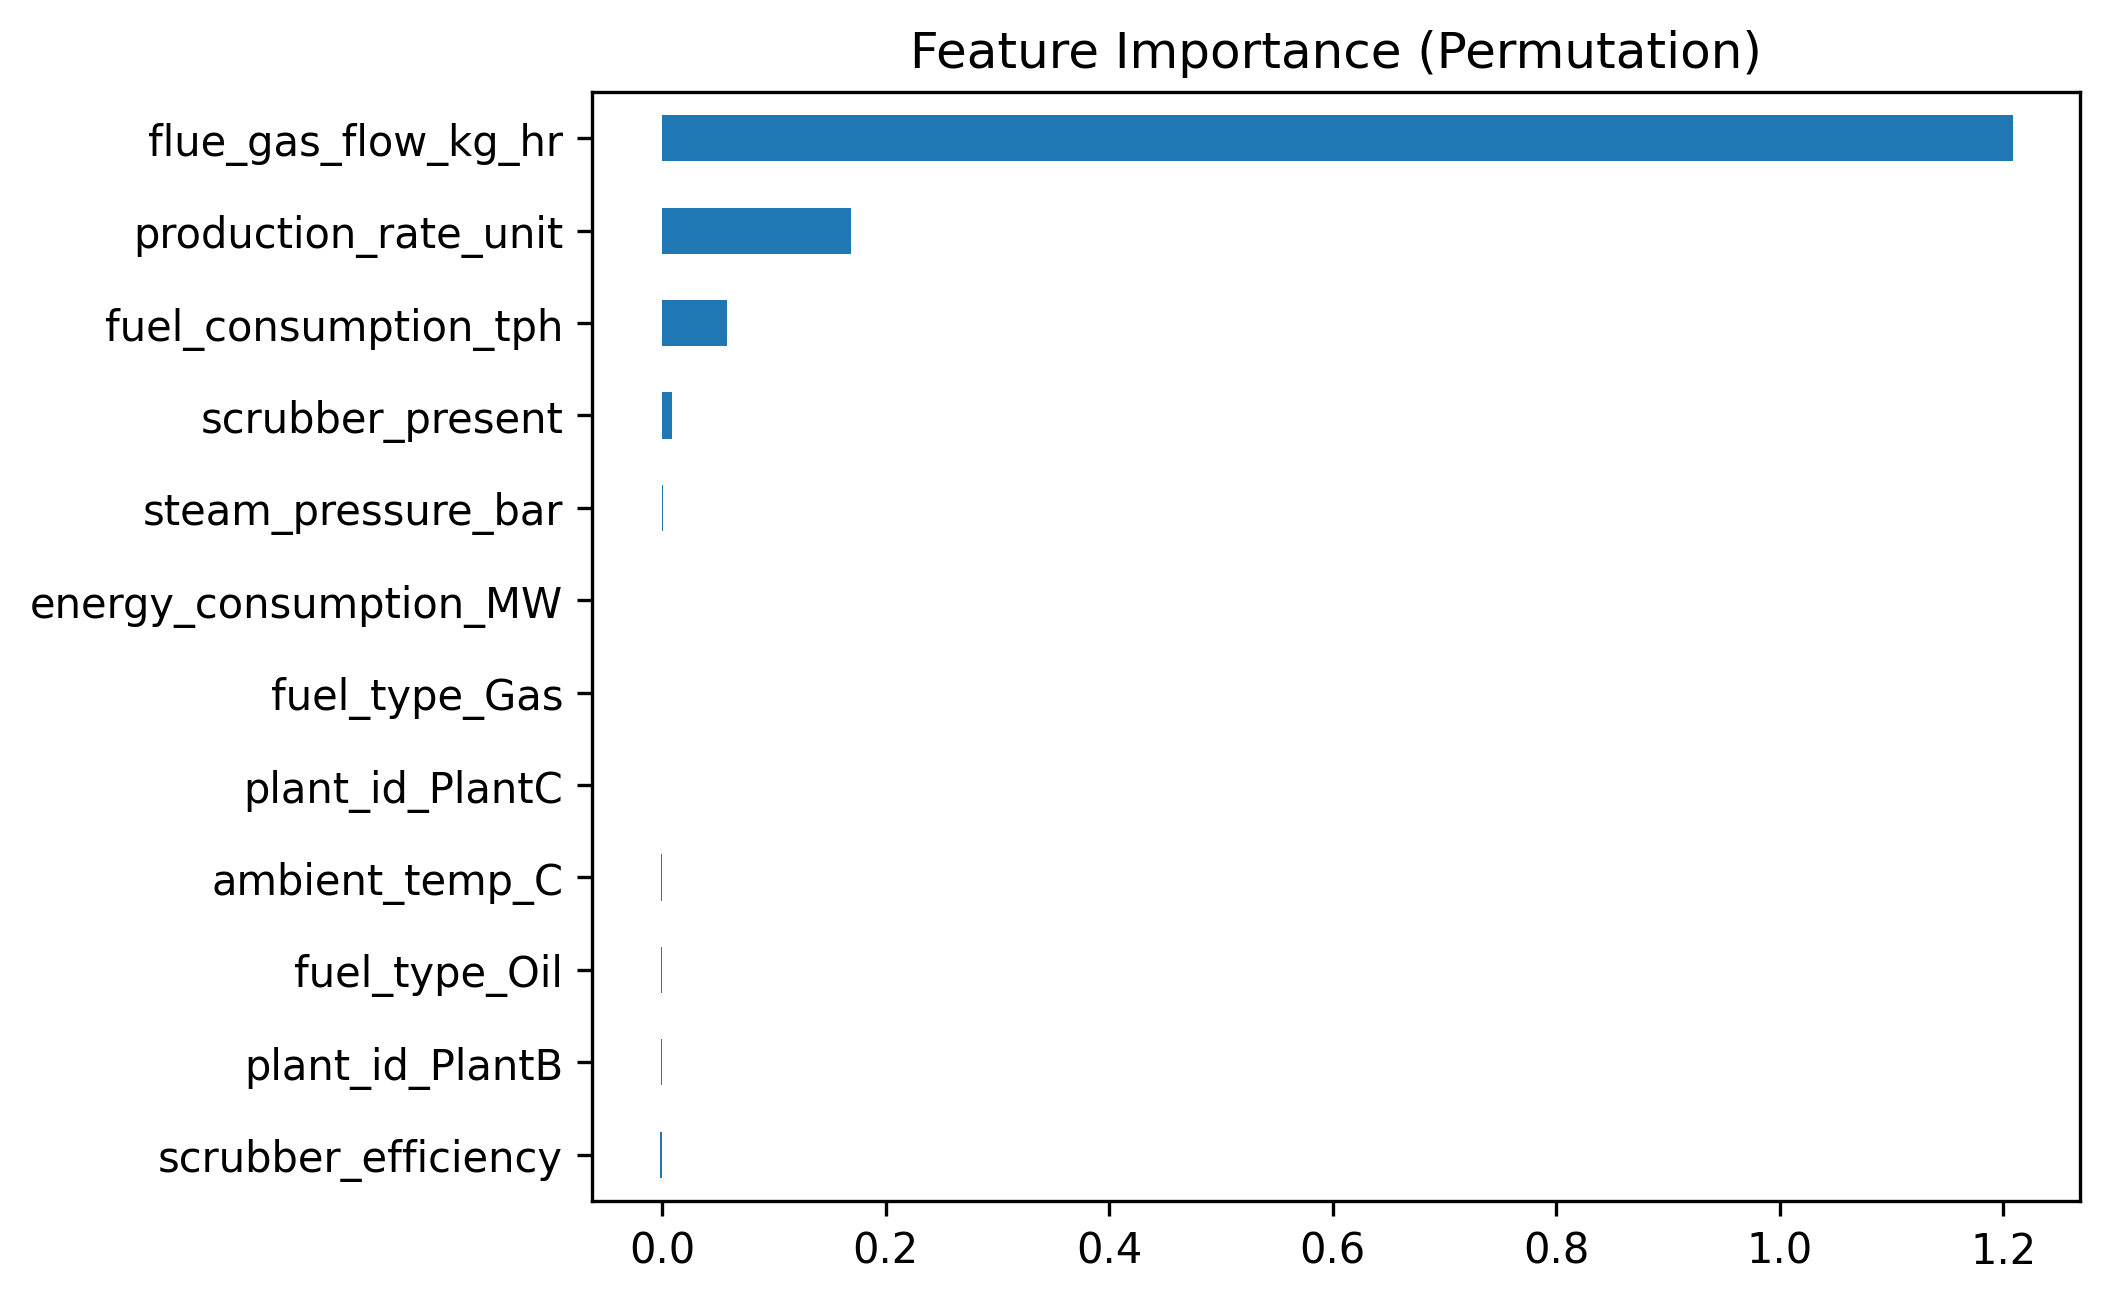 Feature Importance (Permutation)
flue_gas_flow_kg_hr
production_rate_unit
fuel_consumption_tph
scrubber_present
steam_pressure_bar
energy_consumption_MW
fuel_type_Gas
plant_id_PlantC
ambient_temp_C
fuel_type_Oil
plant_id_PlantB
scrubber_efficiency
0.0 0.2 0.4 0.6 0.8 1.0 1.2